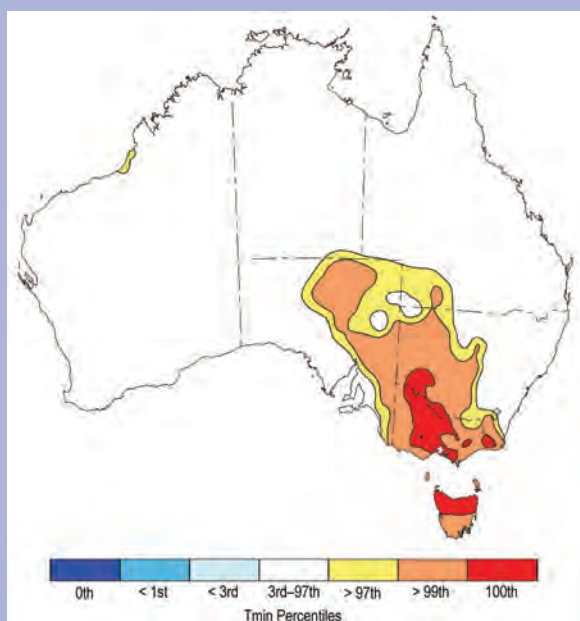 0th < 1st < 3rd 3rd–97th > 97th > 99th 100th
Tmin Percentiles